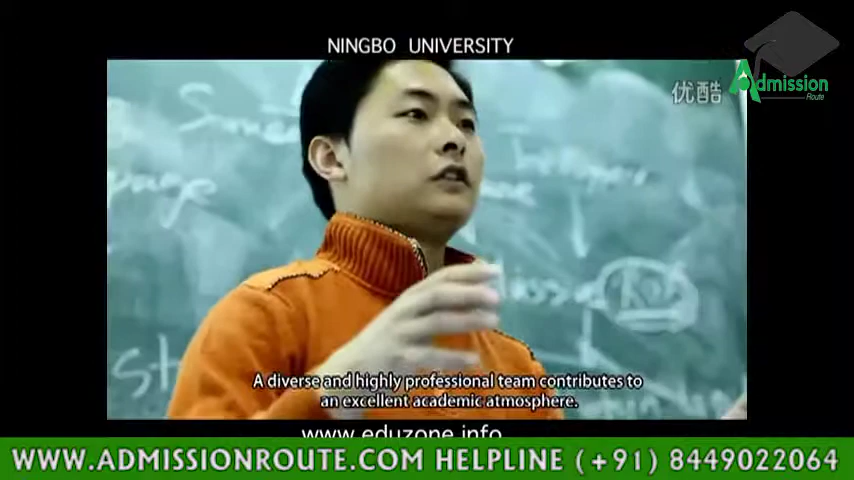 NINGBO UNIVERSITY
优酷
Admission
Route
A diverse and highly professional team contributes to
an excellent academic atmosphere.
www.eduzone.info
WWW.ADMISSIONROUTE.COM HELPLINE (+91) 8449022064